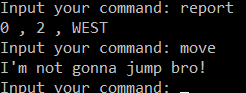 Input your command: report
0 , 2 , WEST
Input your command: move
I'm not gonna jump bro!
Input your command: